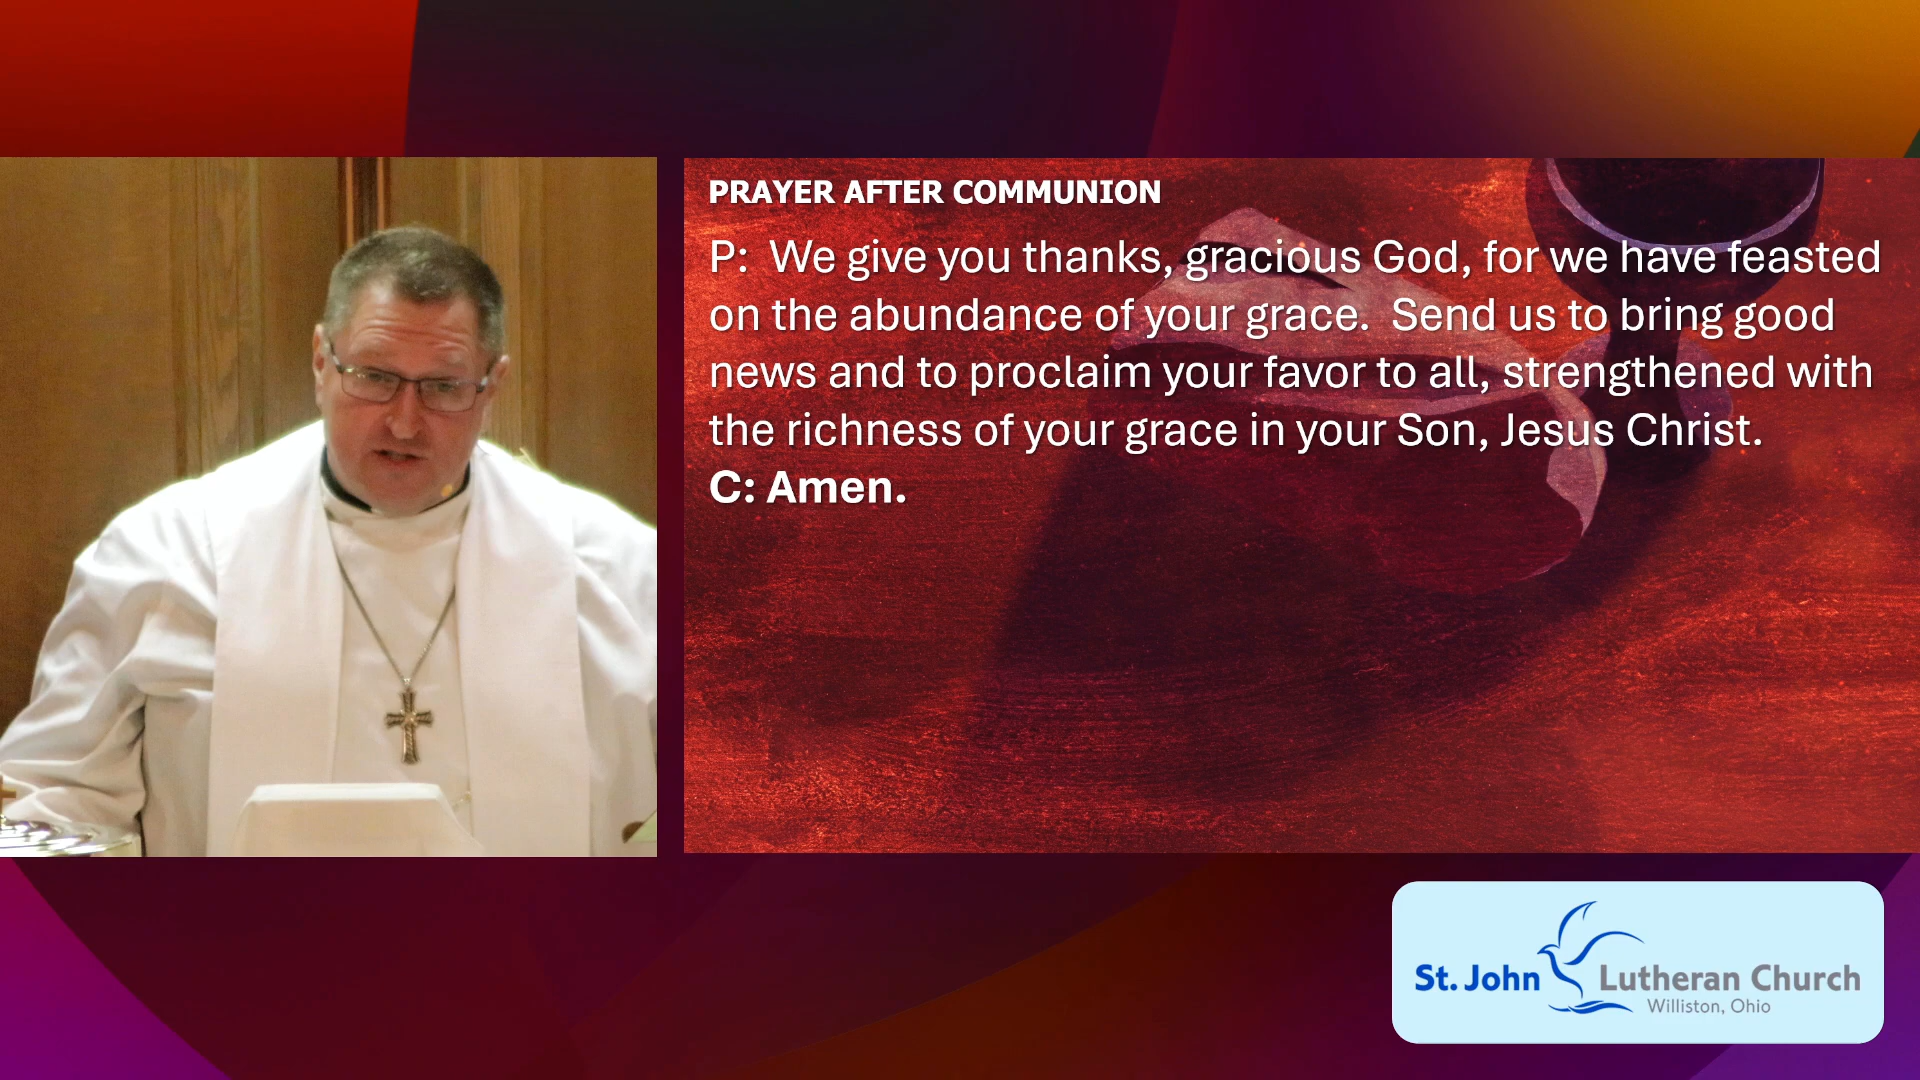 PRAYER AFTER COMMUNION
P:  We give you thanks, gracious God, for we have feasted
on the abundance of your grace.  Send us to bring good
news and to proclaim your favor to all, strengthened with
the richness of your grace in your Son, Jesus Christ.
C: Amen.
St. John Lutheran Church
Williston, Ohio